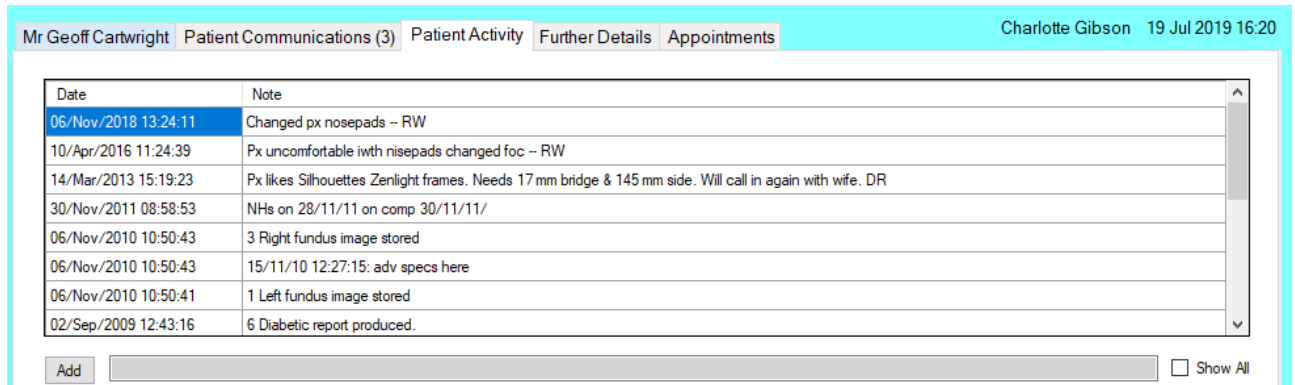 Mr Geoff Cartwright Patient Communications (3) Patient Activity Further Details Appointments Charlotte Gibson 19 Jul 2019 16:20
Date Note
06/Nov/2018 13:24:11 Changed px nosepads -- RW
10/Apr/2016 11:24:39 Px uncomfortable iwth nisepads changed foc -- RW
14/Mar/2013 15:19:23 Px likes Silhouettes Zenlight frames. Needs 17 mm bridge & 145 mm side. Will call in again with wife. DR
30/Nov/2011 08:58:53 NHs on 28/11/11 on comp 30/11/11/
06/Nov/2010 10:50:43 3 Right fundus image stored
06/Nov/2010 10:50:43 15/11/10 12:27:15: adv specs here
06/Nov/2010 10:50:41 1 Left fundus image stored
02/Sep/2009 12:43:16 6 Diabetic report produced.
Add Show All